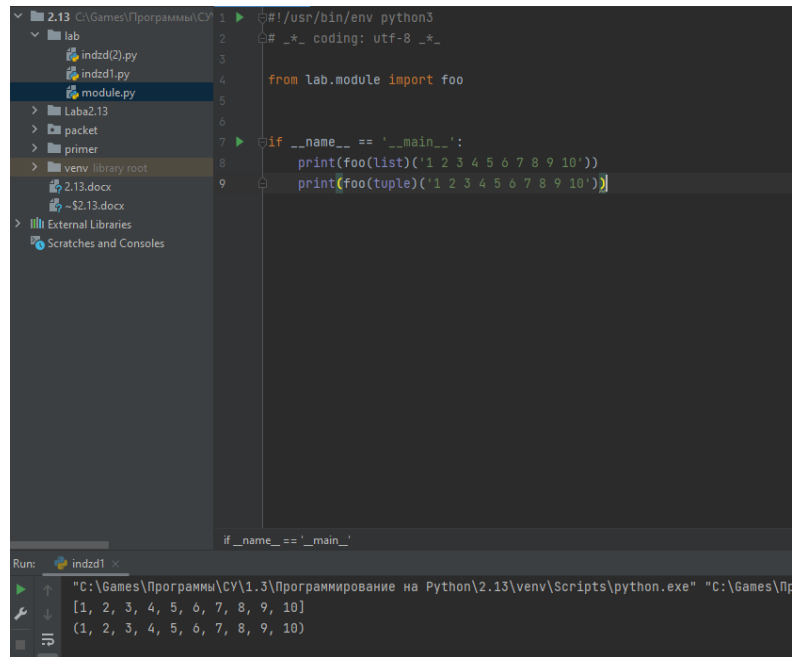 2.13 C:\Games\Программы\СУ
lab
indzd(2).py
indzd1.py
module.py
Laba2.13
packet
primer
venv library root
2.13.docx
~$2.13.docx
External Libraries
Scratches and Consoles
1 #!/usr/bin/env python3
2 # _*_ coding: utf-8 _*_
3
4 from lab.module import foo
5
6
7 if __name__ == '__main__':
8 print(foo(list)('1 2 3 4 5 6 7 8 9 10'))
9 print(foo(tuple)('1 2 3 4 5 6 7 8 9 10'))
if __name__ == '__main__'
Run: indzd1
"C:\Games\Программы\СУ\1.3\Программирование на Python\2.13\venv\Scripts\python.exe" "C:\Games\Пр
[1, 2, 3, 4, 5, 6, 7, 8, 9, 10]
(1, 2, 3, 4, 5, 6, 7, 8, 9, 10)